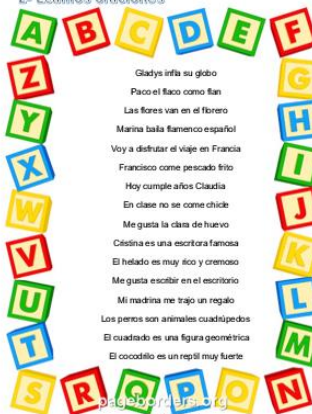 2- Leamos oraciones
A B C D E F
Z G
Y H
X I
W J
V K
U L
T M
S R Q P O N
Gladys infla su globo
Paco el flaco come flan
Las flores van en el florero
Marina baila flamenco español
Voy a disfrutar el viaje en Francia
Francisco come pescado frito
Hoy cumple años Claudia
En clase no se come chicle
Me gusta la clara de huevo
Cristina es una escritora famosa
El helado es muy rico y cremoso
Me gusta escribir en el escritorio
Mi madrina me trajo un regalo
Los perros son animales cuadrúpedos
El cuadrado es una figura geométrica
El cocodrilo es un reptil muy fuerte
pageborders.org